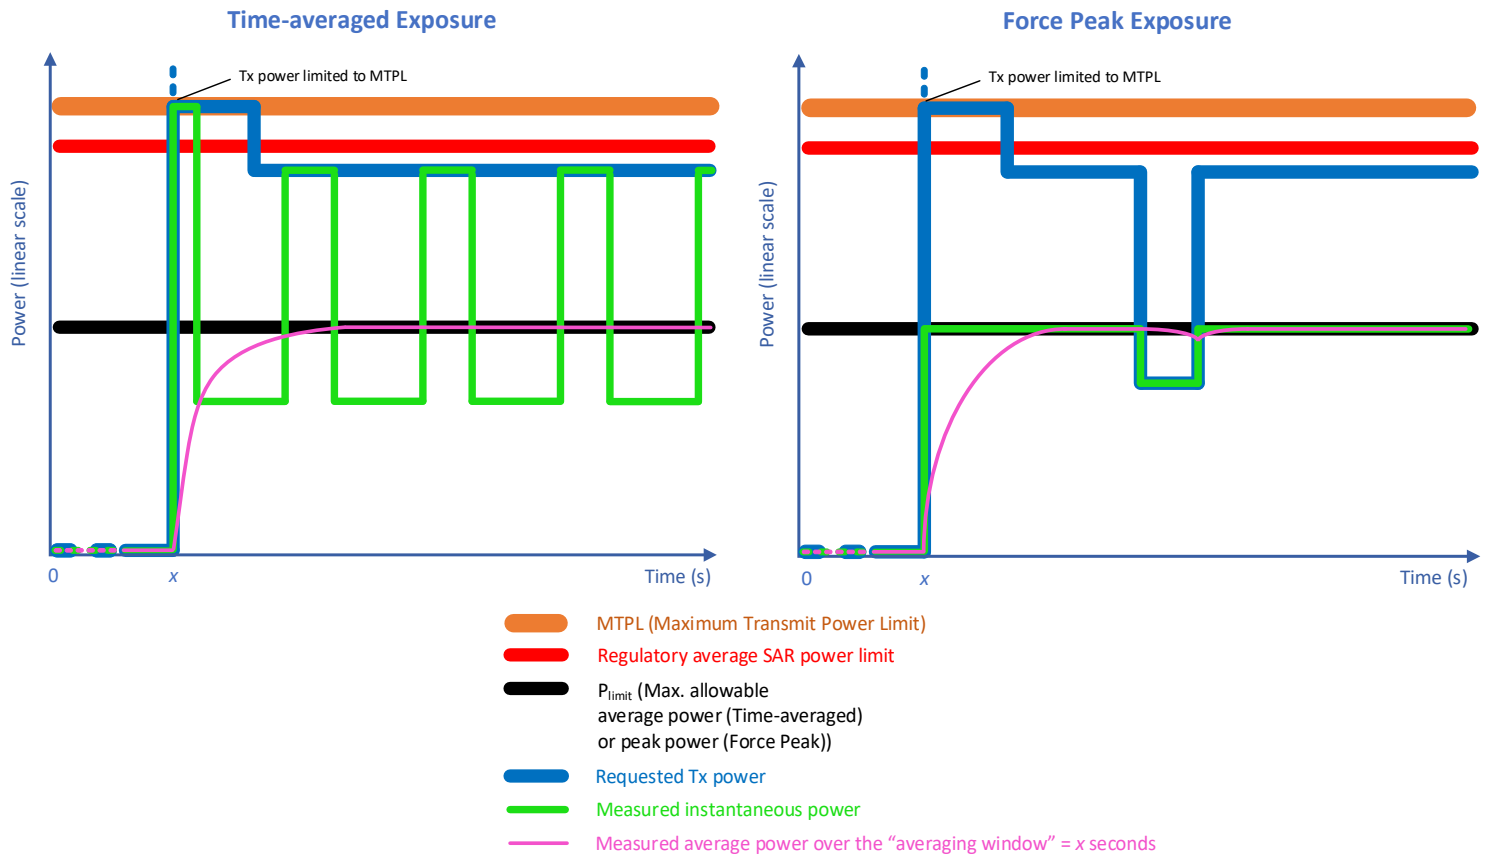 Time-averaged Exposure
Tx power limited to MTPL
Power (linear scale)
0
x
Time (s)
Force Peak Exposure
Tx power limited to MTPL
Power (linear scale)
0
x
Time (s)
MTPL (Maximum Transmit Power Limit)
Regulatory average SAR power limit
Plimit (Max. allowable
average power (Time-averaged)
or peak power (Force Peak))
Requested Tx power
Measured instantaneous power
Measured average power over the “averaging window” = x seconds